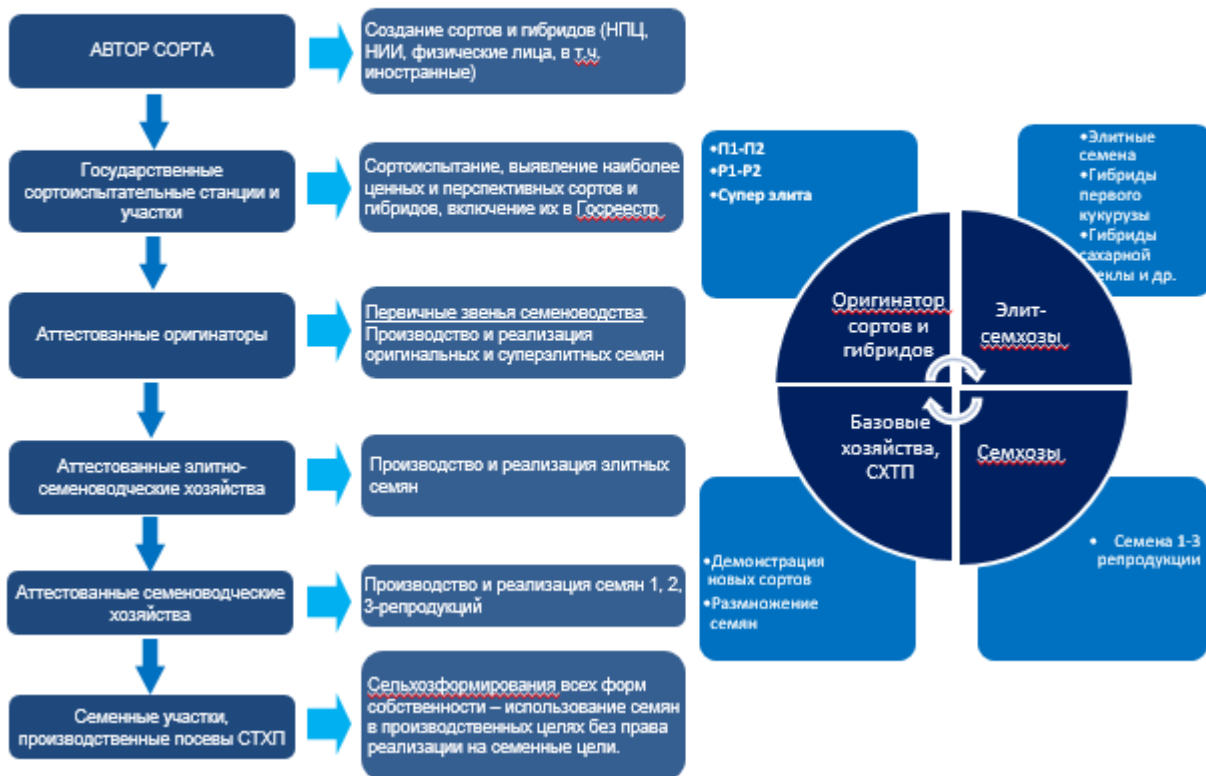 АВТОР СОРТА
Создание сортов и гибридов (НПЦ,
НИИ, физические лица, в т.ч.
иностранные)
Государственные
сортоиспытательные станции и
участки
Сортоиспытание, выявление наиболее
ценных и перспективных сортов и
гибридов, включение их в Госреестр
Аттестованные оригинаторы
Первичные звенья семеноводства.
Производство и реализация
оригинальных и суперэлитных семян
Аттестованные элитно-
семеноводческие хозяйства
Производство и реализация элитных
семян
Аттестованные семеноводческие
хозяйства
Производство и реализация семян 1, 2,
3-репродукций
Семенные участки,
производственные посевы СТХП
Сельхозформирования всех форм
собственности – использование семян
в производственных целях без права
реализации на семенные цели.
•П1-П2
•Р1-Р2
•Супер элита
•Элитные
семена
•Гибриды
первого
кукурузы
•Гибриды
сахарной
еклы и др.
Оригинатор
сортов и
гибридов
Элит-
семхозы
Базовые
хозяйства,
СХТП
Семхозы
•Демонстрация
новых сортов
•Размножение
семян
• Семена 1-3
репродукции